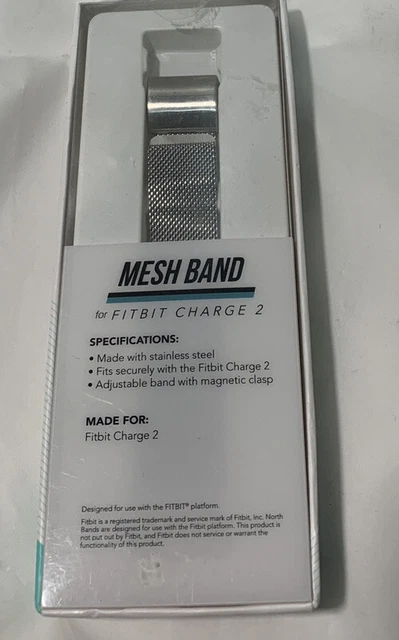 MESH BAND
for FITBIT CHARGE 2
SPECIFICATIONS:
• Made with stainless steel
• Fits securely with the Fitbit Charge 2
• Adjustable band with magnetic clasp
MADE FOR:
Fitbit Charge 2
Designed for use with the FITBIT® platform.
Fitbit is a registered trademark and service mark of Fitbit, Inc. North
Bands are designed for use with the Fitbit platform. This product is
not put out by Fitbit, and Fitbit does not service or warrant the
functionality of this product.